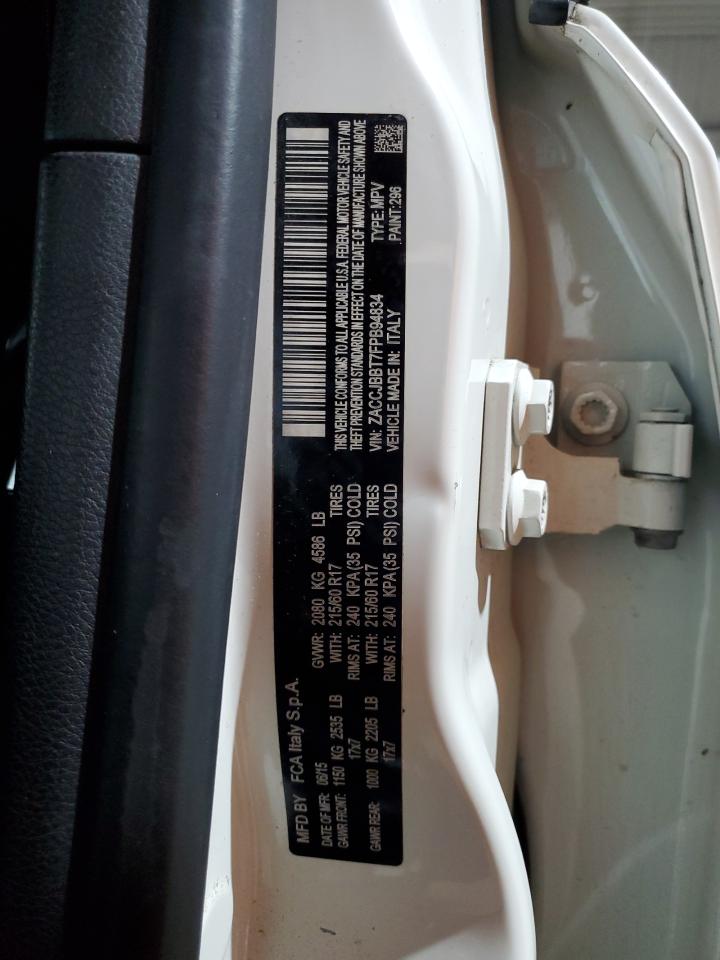 MFD BY FCA Italy S.p.A.
DATE OF MFR: 06/15 GVWR: 2080 KG 4586 LB
GAWR FRONT: 1150 KG 2535 LB WITH: 215/60 R17 TIRES
17x7 RIMS AT: 240 KPA(35 PSI) COLD
GAWR REAR: 1000 KG 2205 LB WITH: 215/60 R17 TIRES
17x7 RIMS AT: 240 KPA(35 PSI) COLD
THIS VEHICLE CONFORMS TO ALL APPLICABLE U.S.A. FEDERAL MOTOR VEHICLE SAFETY AND
THEFT PREVENTION STANDARDS IN EFFECT ON THE DATE OF MANUFACTURE SHOWN ABOVE
VIN: ZACCJBBT7FPB94834 TYPE:MPV
VEHICLE MADE IN: ITALY PAINT:296